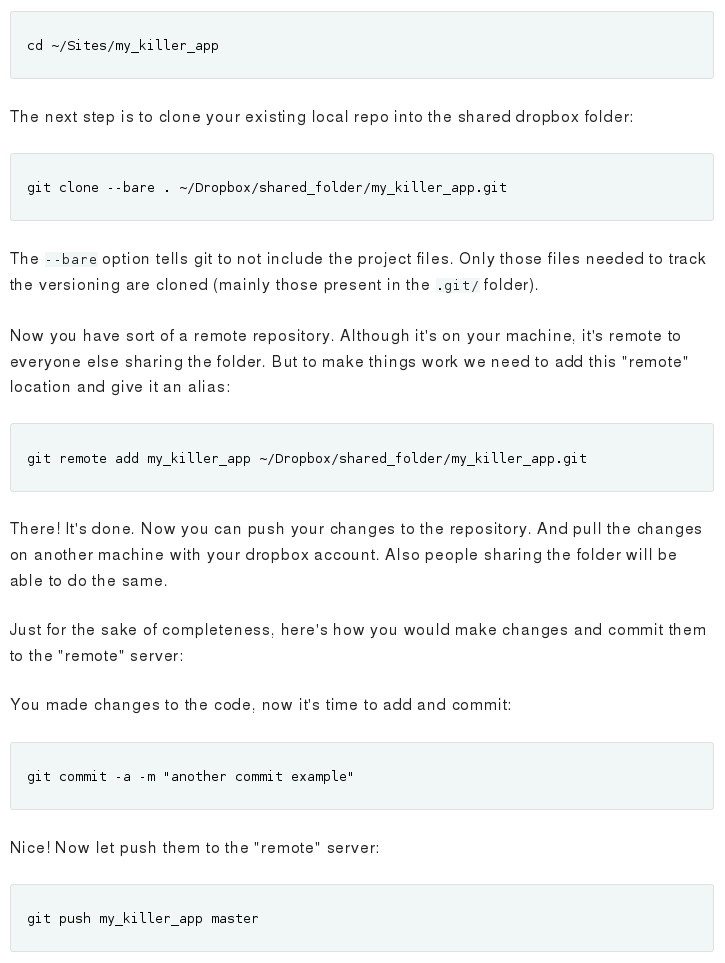 cd ~/Sites/my_killer_app
The next step is to clone your existing local repo into the shared dropbox folder:
git clone --bare . ~/Dropbox/shared_folder/my_killer_app.git
The --bare option tells git to not include the project files. Only those files needed to track
the versioning are cloned (mainly those present in the .git/ folder).
Now you have sort of a remote repository. Although it's on your machine, it's remote to
everyone else sharing the folder. But to make things work we need to add this "remote"
location and give it an alias:
git remote add my_killer_app ~/Dropbox/shared_folder/my_killer_app.git
There! It's done. Now you can push your changes to the repository. And pull the changes
on another machine with your dropbox account. Also people sharing the folder will be
able to do the same.
Just for the sake of completeness, here's how you would make changes and commit them
to the "remote" server:
You made changes to the code, now it's time to add and commit:
git commit -a -m "another commit example"
Nice! Now let push them to the "remote" server:
git push my_killer_app master